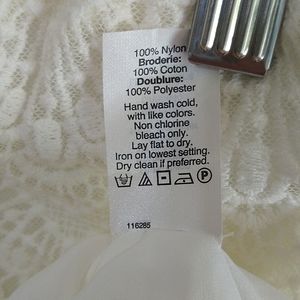 100% Nylon
Broderie:
100% Coton
Doublure:
100% Polyester
Hand wash cold,
with like colors.
Non chlorine
bleach only.
Lay flat to dry.
Iron on lowest setting.
Dry clean if preferred.
P
116285